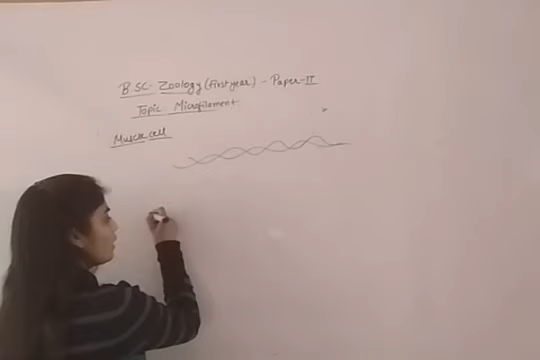 B.SC. Zoology (first year) - Paper-II
Topic. Microfilament
Muscle cell